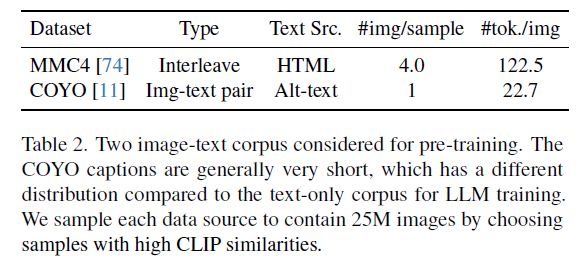 Dataset Type Text Src. #img/sample #tok./img
MMC4 [74] Interleave HTML 4.0 122.5
COYO [11] Img-text pair Alt-text 1 22.7
Table 2. Two image-text corpus considered for pre-training. The
COYO captions are generally very short, which has a different
distribution compared to the text-only corpus for LLM training.
We sample each data source to contain 25M images by choosing
samples with high CLIP similarities.